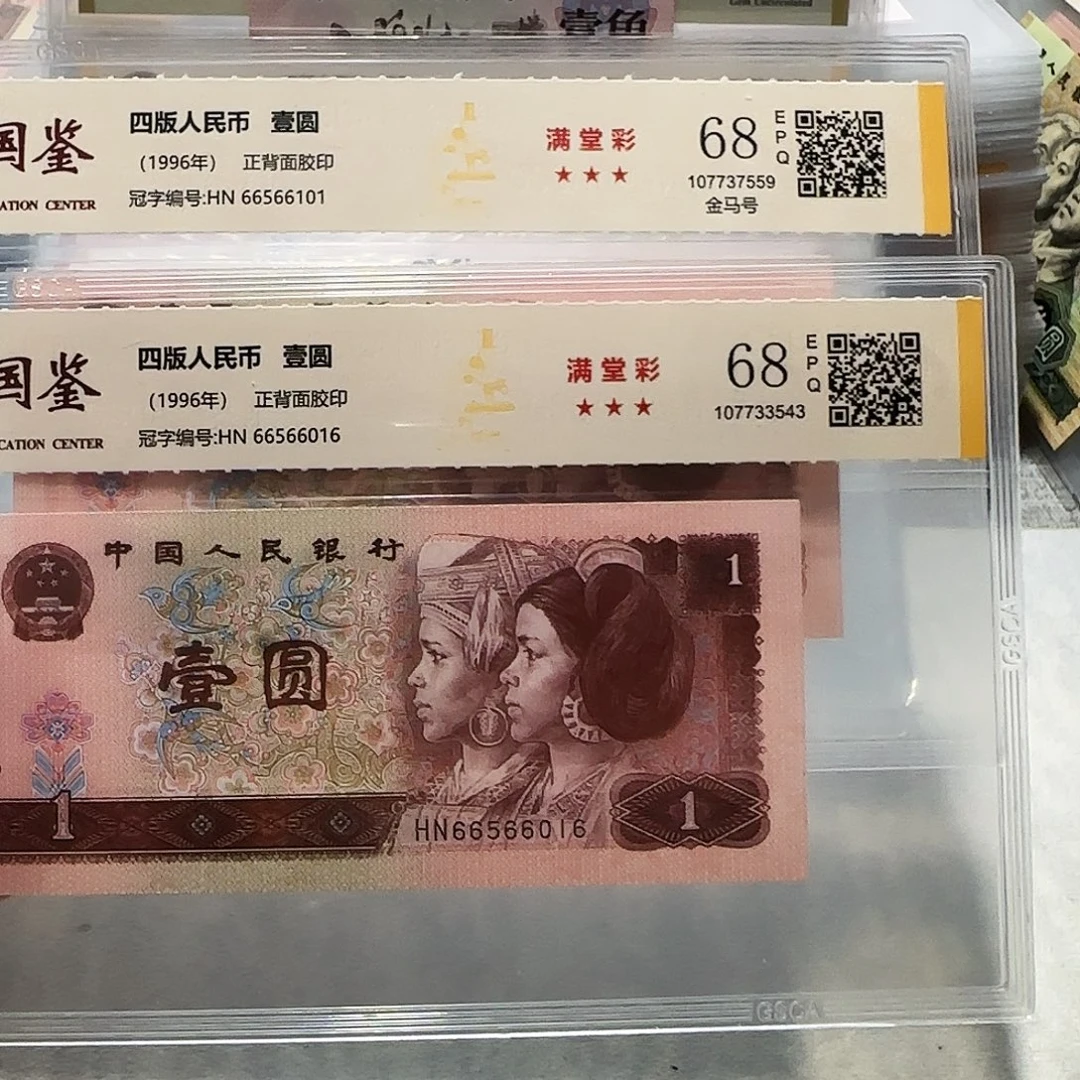 壹角
Gem Uncirculated
国鉴
ATION CENTER
四版人民币 壹圆
(1996年) 正背面胶印
冠字编号:HN 66566101
满堂彩
★★★
68
EPQ
107737559
金马号
国鉴
CATION CENTER
四版人民币 壹圆
(1996年) 正背面胶印
冠字编号:HN 66566016
满堂彩
★★★
68
EPQ
107733543
中国人民银行
1
壹圆
1
HN66566016
1
GSCA
GSCA